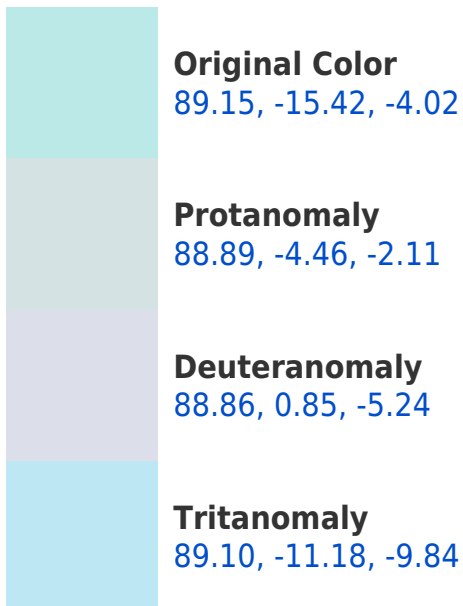 Original Color
89.15, -15.42, -4.02
Protanomaly
88.89, -4.46, -2.11
Deuteranomaly
88.86, 0.85, -5.24
Tritanomaly
89.10, -11.18, -9.84